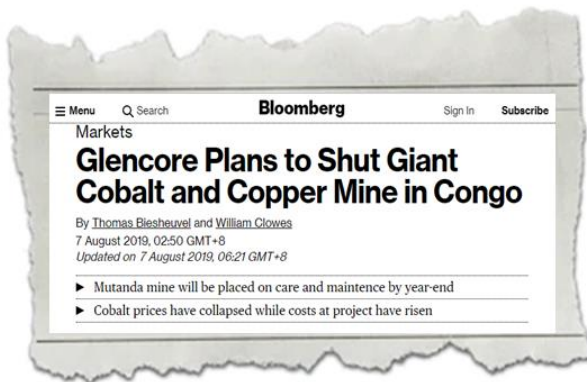 Menu Search Bloomberg Sign In Subscribe
Markets
Glencore Plans to Shut Giant
Cobalt and Copper Mine in Congo
By Thomas Biesheuvel and William Clowes
7 August 2019, 02:50 GMT+8
Updated on 7 August 2019, 06:21 GMT+8
▶ Mutanda mine will be placed on care and maintence by year-end
▶ Cobalt prices have collapsed while costs at project have risen